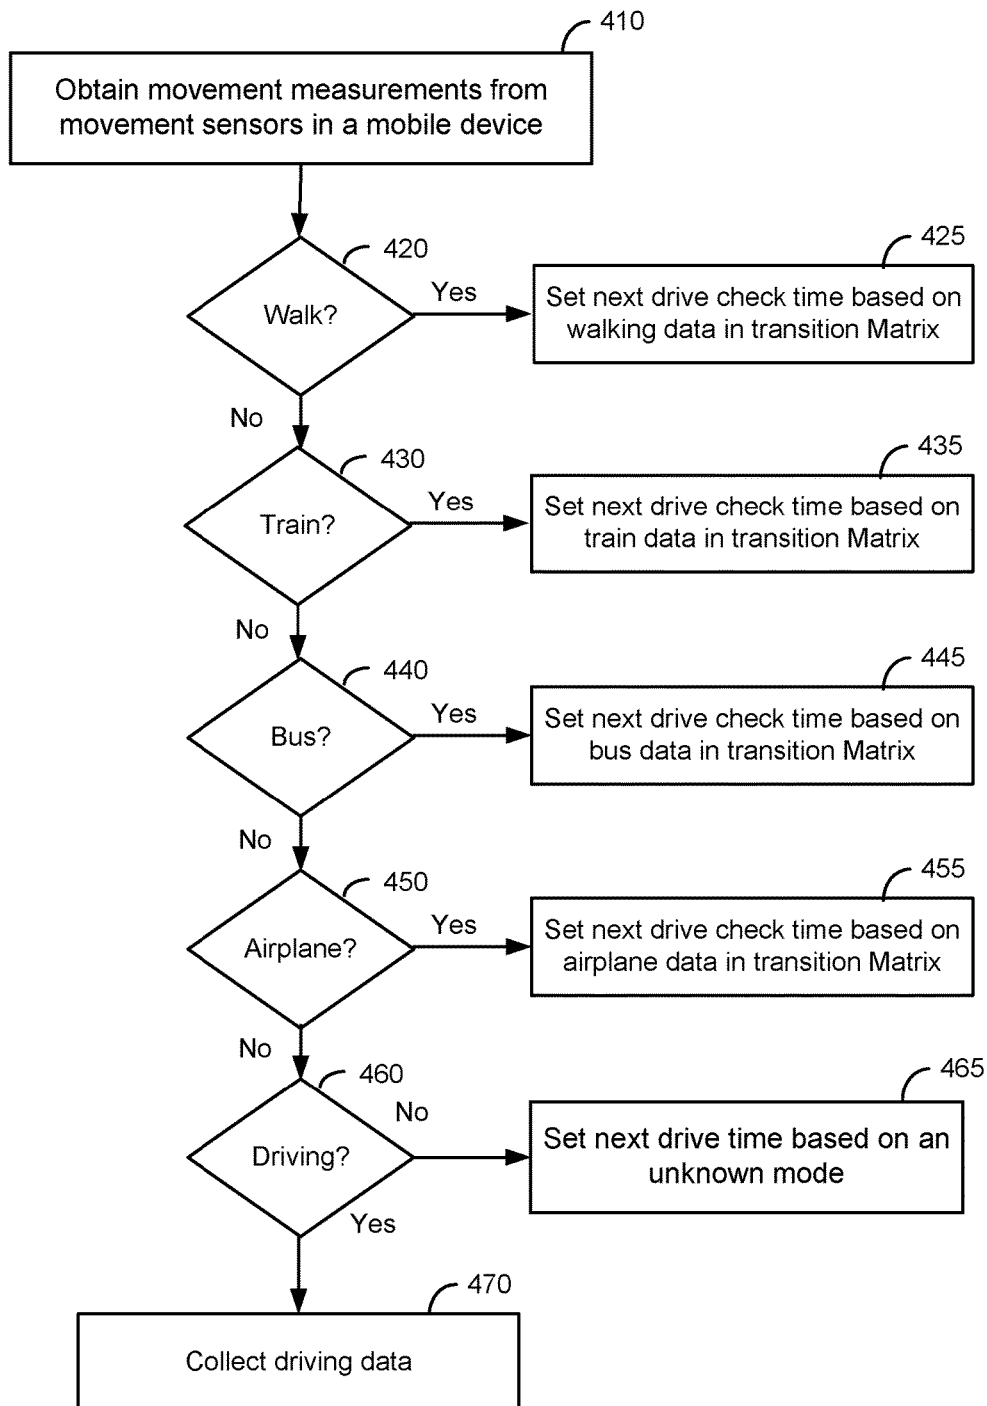 410
Obtain movement measurements from
movement sensors in a mobile device
420
Walk?
Yes
425
Set next drive check time based on
walking data in transition Matrix
No
430
Train?
Yes
435
Set next drive check time based on
train data in transition Matrix
No
440
Bus?
Yes
445
Set next drive check time based on
bus data in transition Matrix
No
450
Airplane?
Yes
455
Set next drive check time based on
airplane data in transition Matrix
No
460
Driving?
No
465
Set next drive time based on an
unknown mode
Yes
470
Collect driving data